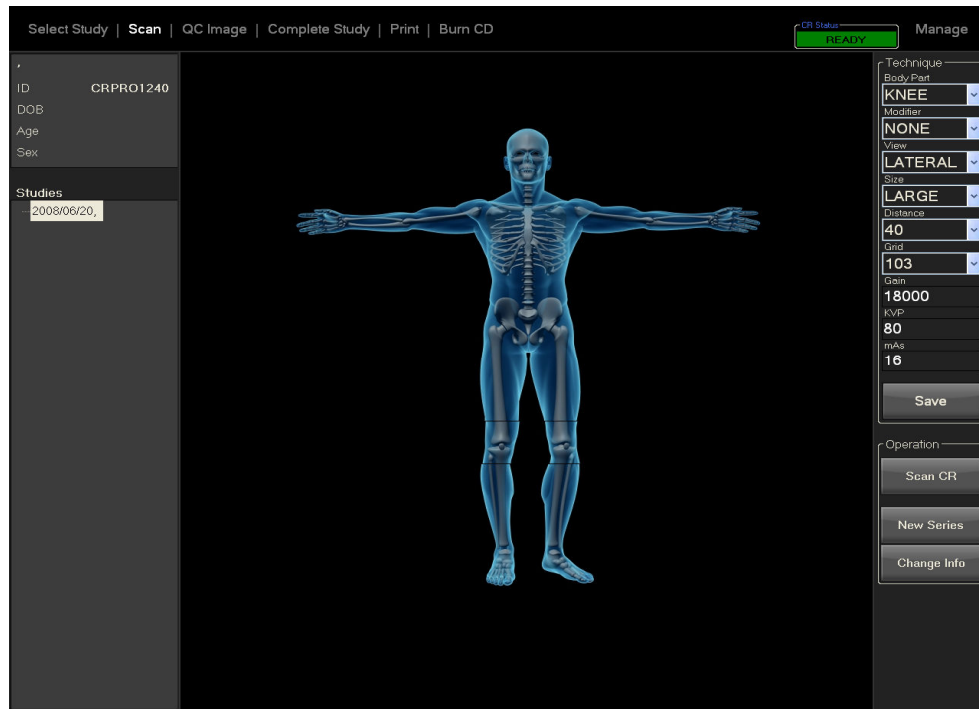 Select Study | Scan | QC Image | Complete Study | Print | Burn CD
CR Status
READY
Manage
,
ID CRPRO1240
DOB
Age
Sex
Studies
2008/06/20,
Technique
Body Part
KNEE
Modifier
NONE
View
LATERAL
Size
LARGE
Distance
40
Grid
103
Gain
18000
KVP
80
mAs
16
Save
Operation
Scan CR
New Series
Change Info